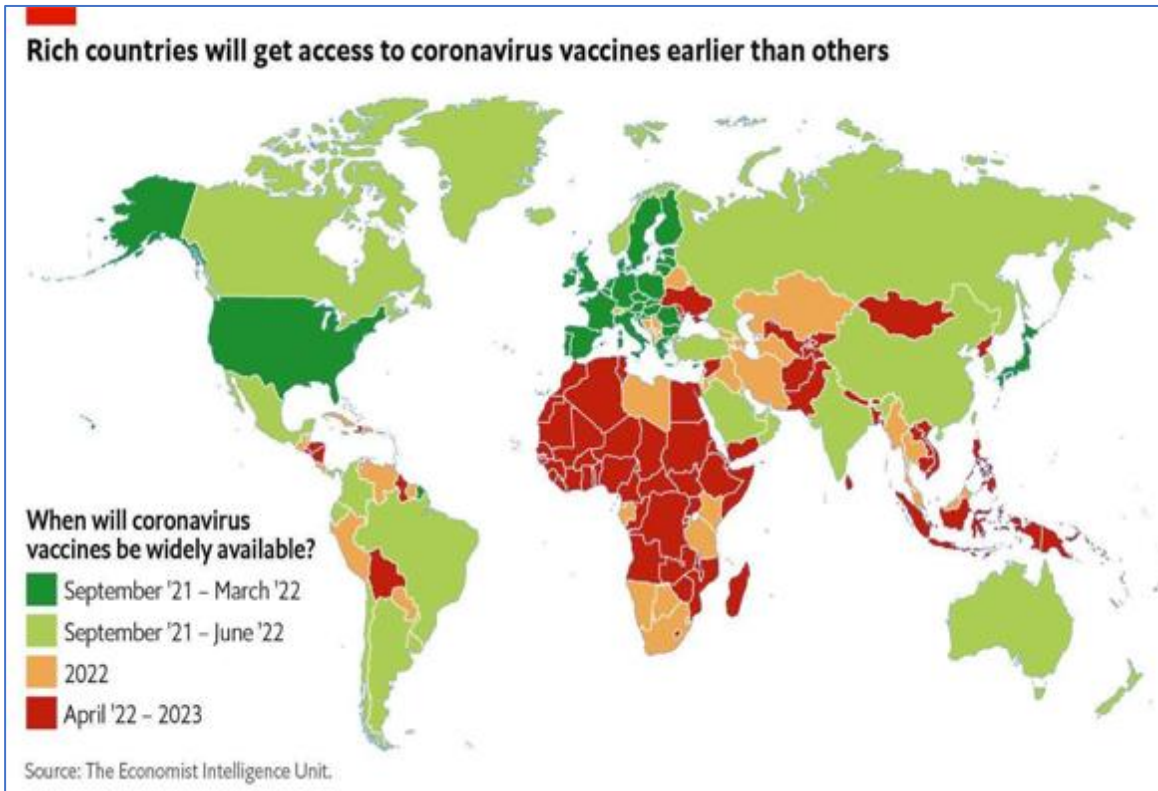 Rich countries will get access to coronavirus vaccines earlier than others
When will coronavirus
vaccines be widely available?
September '21 – March '22
September '21 – June '22
2022
April '22 – 2023
Source: The Economist Intelligence Unit.